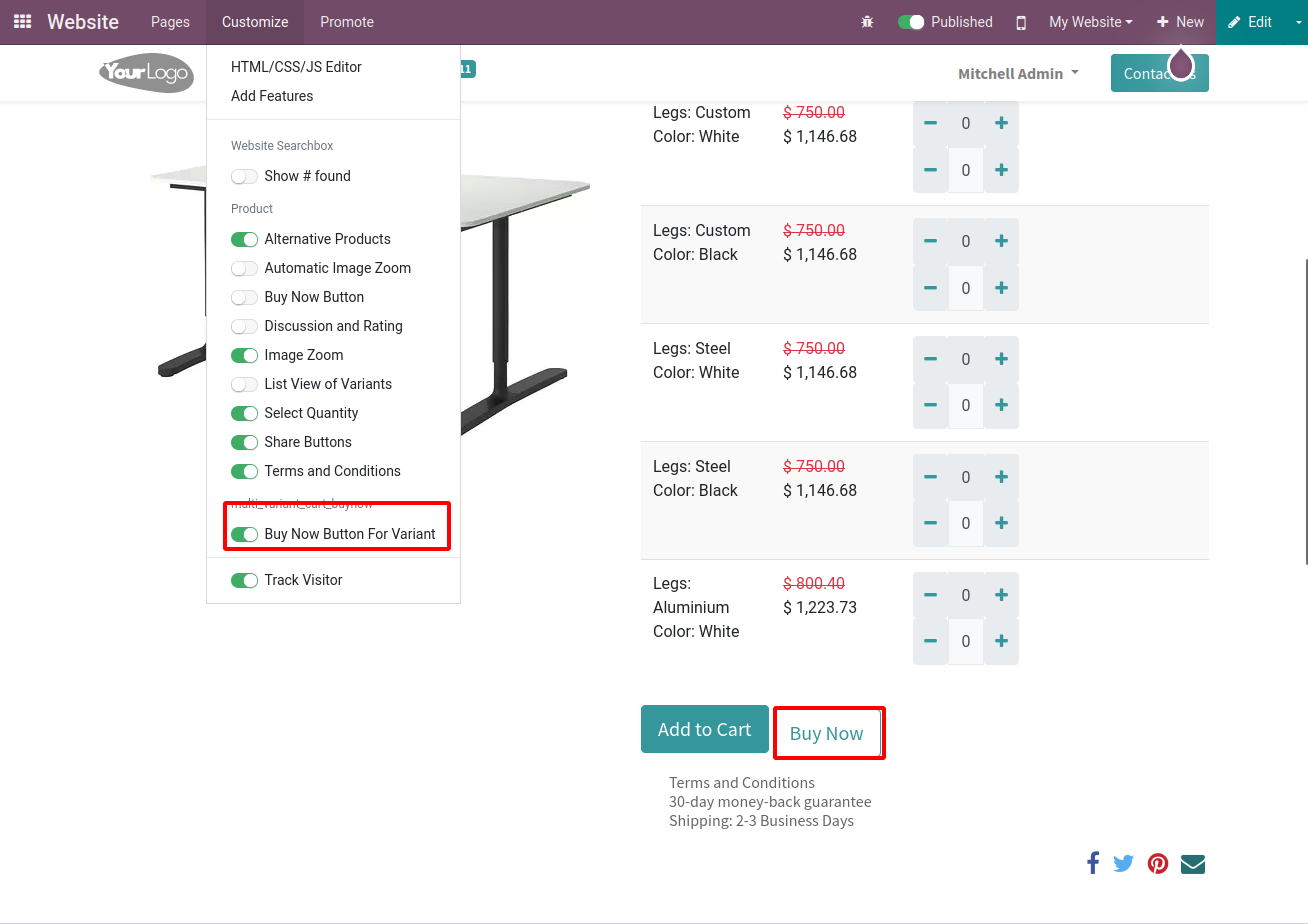 Website
Pages
Customize
Promote
Published
My Website
New
Edit
HTML/CSS/JS Editor
Add Features
Website Searchbox
Show # found
Product
Alternative Products
Automatic Image Zoom
Buy Now Button
Discussion and Rating
Image Zoom
List View of Variants
Select Quantity
Share Buttons
Terms and Conditions
multi_variant_cart_buynow
Buy Now Button For Variant
Track Visitor
YourLogo
11
Mitchell Admin
Legs: Custom $ 750.00 0
Color: White $ 1,146.68
0
Legs: Custom $ 750.00 0
Color: Black $ 1,146.68
0
Legs: Steel $ 750.00 0
Color: White $ 1,146.68
0
Legs: Steel $ 750.00 0
Color: Black $ 1,146.68
0
Legs: $ 800.40 0
Aluminium $ 1,223.73
Color: White 0
Add to Cart
Buy Now
Terms and Conditions
30-day money-back guarantee
Shipping: 2-3 Business Days